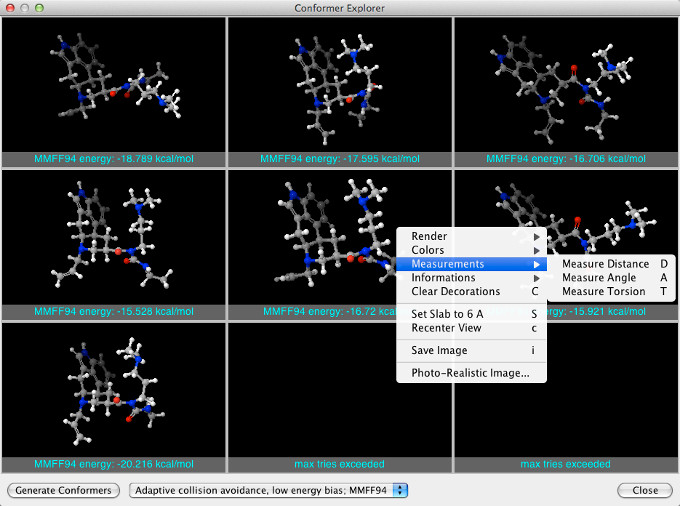 Conformer Explorer
MMFF94 energy: -18.789 kcal/mol
MMFF94 energy: -17.595 kcal/mol
MMFF94 energy: -16.706 kcal/mol
MMFF94 energy: -15.528 kcal/mol
MMFF94 energy: -16.72
kcal/mol
-15.921 kcal/mol
Render
Colors
Measurements
Informations
Clear Decorations C
Set Slab to 6 A S
Recenter View c
Save Image i
Photo-Realistic Image...
Measure Distance D
Measure Angle A
Measure Torsion T
MMFF94 energy: -20.216 kcal/mol
max tries exceeded
max tries exceeded
Generate Conformers
Adaptive collision avoidance, low energy bias; MMFF94
Close